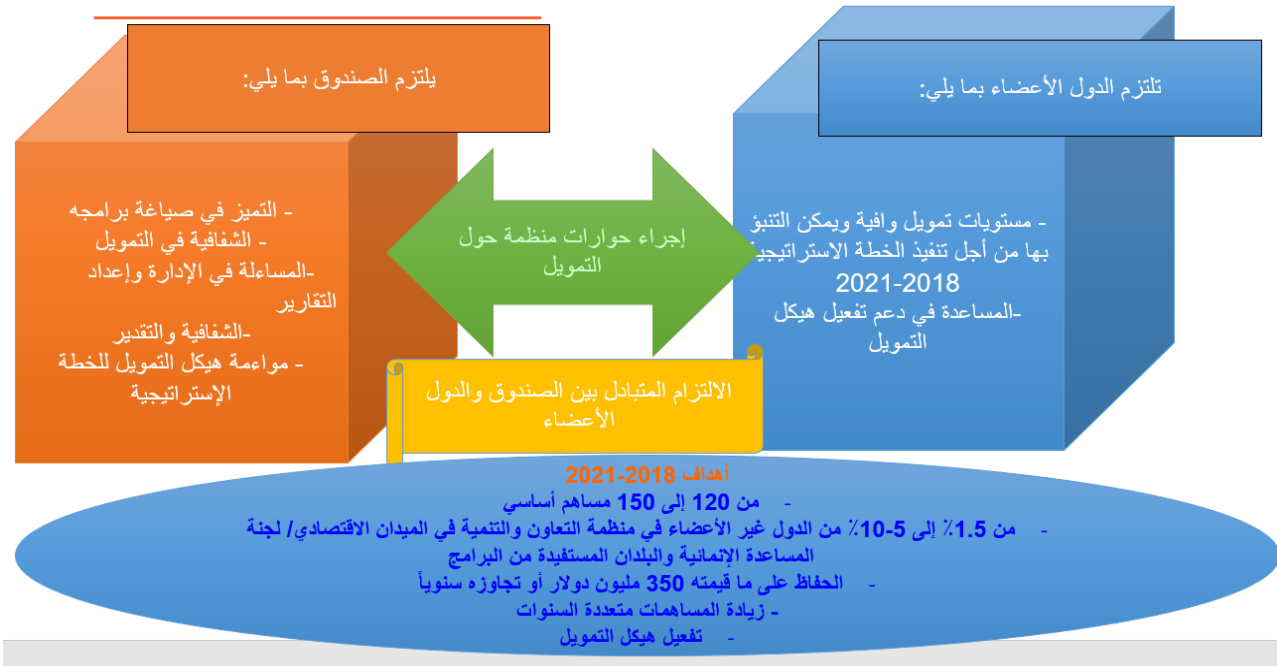 تلتزم الدول الأعضاء بما يلي:
- مستويات تمويل وافية ويمكن التنبؤ
بها من أجل تنفيذ الخطة الاستراتيجية
2018-2021
-المساعدة في دعم تفعيل هيكل
التمويل
يلتزم الصندوق بما يلي:
- التميز في صياغة برامجه
- الشفافية في التمويل
-المساءلة في الإدارة وإعداد
التقارير
-الشفافية والتقدير
- مواءمة هيكل التمويل للخطة
الإستراتيجية
إجراء حوارات منظمة حول
التمويل
الالتزام المتبادل بين الصندوق والدول
الأعضاء
أهداف 2018-2021
- من 120 إلى 150 مساهم أساسي
- من 1.5٪ إلى 5-10٪ من الدول غير الأعضاء في منظمة التعاون والتنمية في الميدان الاقتصادي/ لجنة
المساعدة الإنمائية والبلدان المستفيدة من البرامج
- الحفاظ على ما قيمته 350 مليون دولار أو تجاوزه سنوياً
- زيادة المساهمات متعددة السنوات
- تفعيل هيكل التمويل